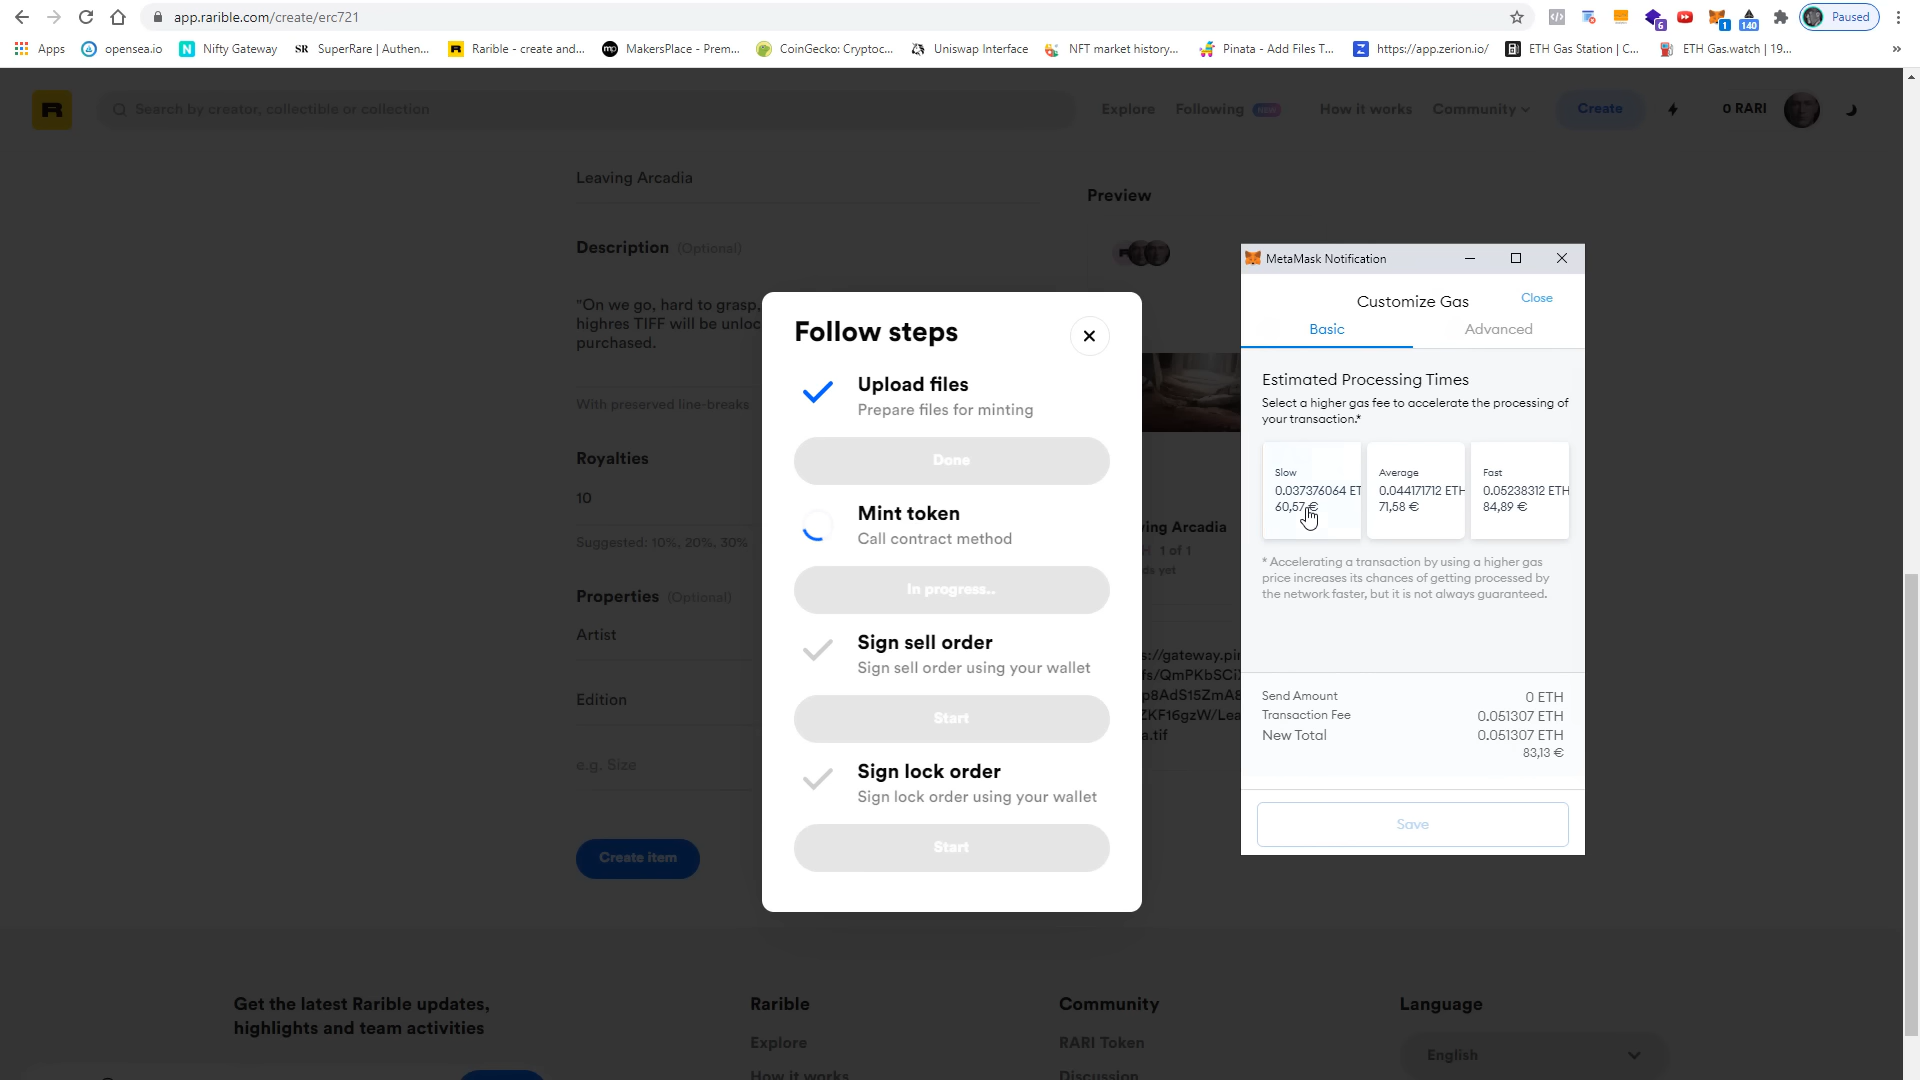 app.rarible.com/create/erc721
Paused
Apps
opensea.io
Nifty Gateway
SuperRare | Authen...
Rarible - create and...
MakersPlace - Prem...
CoinGecko: Cryptoc...
Uniswap Interface
NFT market history...
Pinata - Add Files T...
https://app.zerion.io/
ETH Gas Station | C...
ETH Gas.watch | 19...
»
6
1
140
Search by creator, collectible or collection
Explore
Following
How it works
Community
Create
0 RARI
Leaving Arcadia
Preview
Description (Optional)
"On we go, hard to grasp,
highres TIFF will be unloc
purchased.
With preserved line-breaks
Royalties
10
Suggested: 10%, 20%, 30%
Properties (Optional)
Artist
Edition
e.g. Size
Create item
ving Arcadia
1 of 1
ds yet
s://gateway.pin
ZKF16gzW/Lea
a.tif
Follow steps
Upload files
Prepare files for minting
Done
Mint token
Call contract method
In progress..
Sign sell order
Sign sell order using your wallet
Start
Sign lock order
Sign lock order using your wallet
Start
MetaMask Notification
Customize Gas
Close
Basic
Advanced
Estimated Processing Times
Select a higher gas fee to accelerate the processing of
your transaction.*
Slow
0.037376064 ET
60,57 €
Average
0.044171712 ETH
71,58 €
Fast
0.05238312 ETH
84,89 €
* Accelerating a transaction by using a higher gas
price increases its chances of getting processed by
the network faster, but it is not always guaranteed.
Send Amount
0 ETH
Transaction Fee
0.051307 ETH
New Total
0.051307 ETH
83,13 €
Save
Get the latest Rarible updates,
highlights and team activities
Rarible
Explore
How it works
Community
RARI Token
Discussion
Language
English